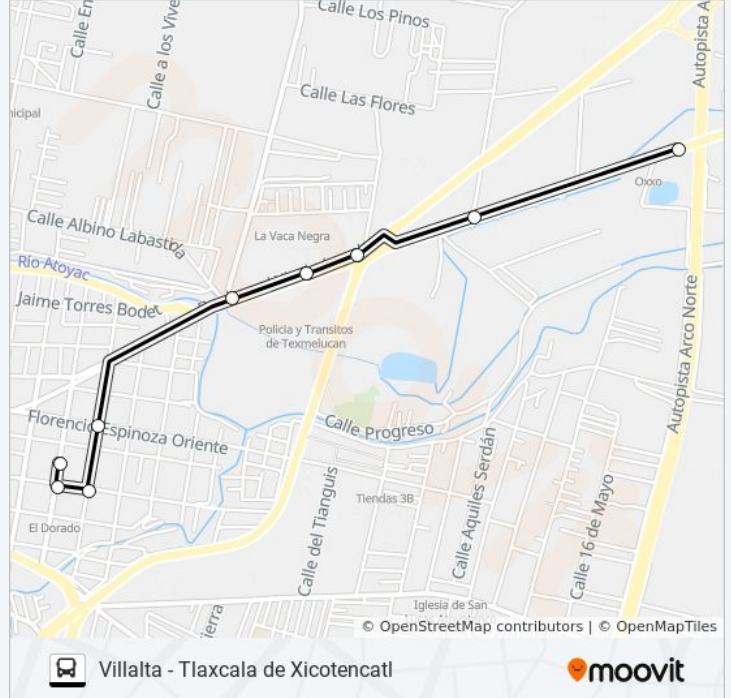 Calle Los Pinos
Calle En
Calle a los Vive
Autopista A
Calle Las Flores
nicipal
Oxxo
Calle Albino Labastida
La Vaca Negra
Río Atoyac
Jaime Torres Bodet
Policia y Transitos
de Texmelucan
Autopista Arco Norte
Florencio Espinoza Oriente
Calle Progreso
Calle Aquiles Serdán
Calle del Tianguis
Tiendas 3B
Calle 16 de Mayo
El Dorado
Iglesia de San
ierra
© OpenStreetMap contributors | © OpenMapTiles
Villalta - Tlaxcala de Xicotencatl
moovit